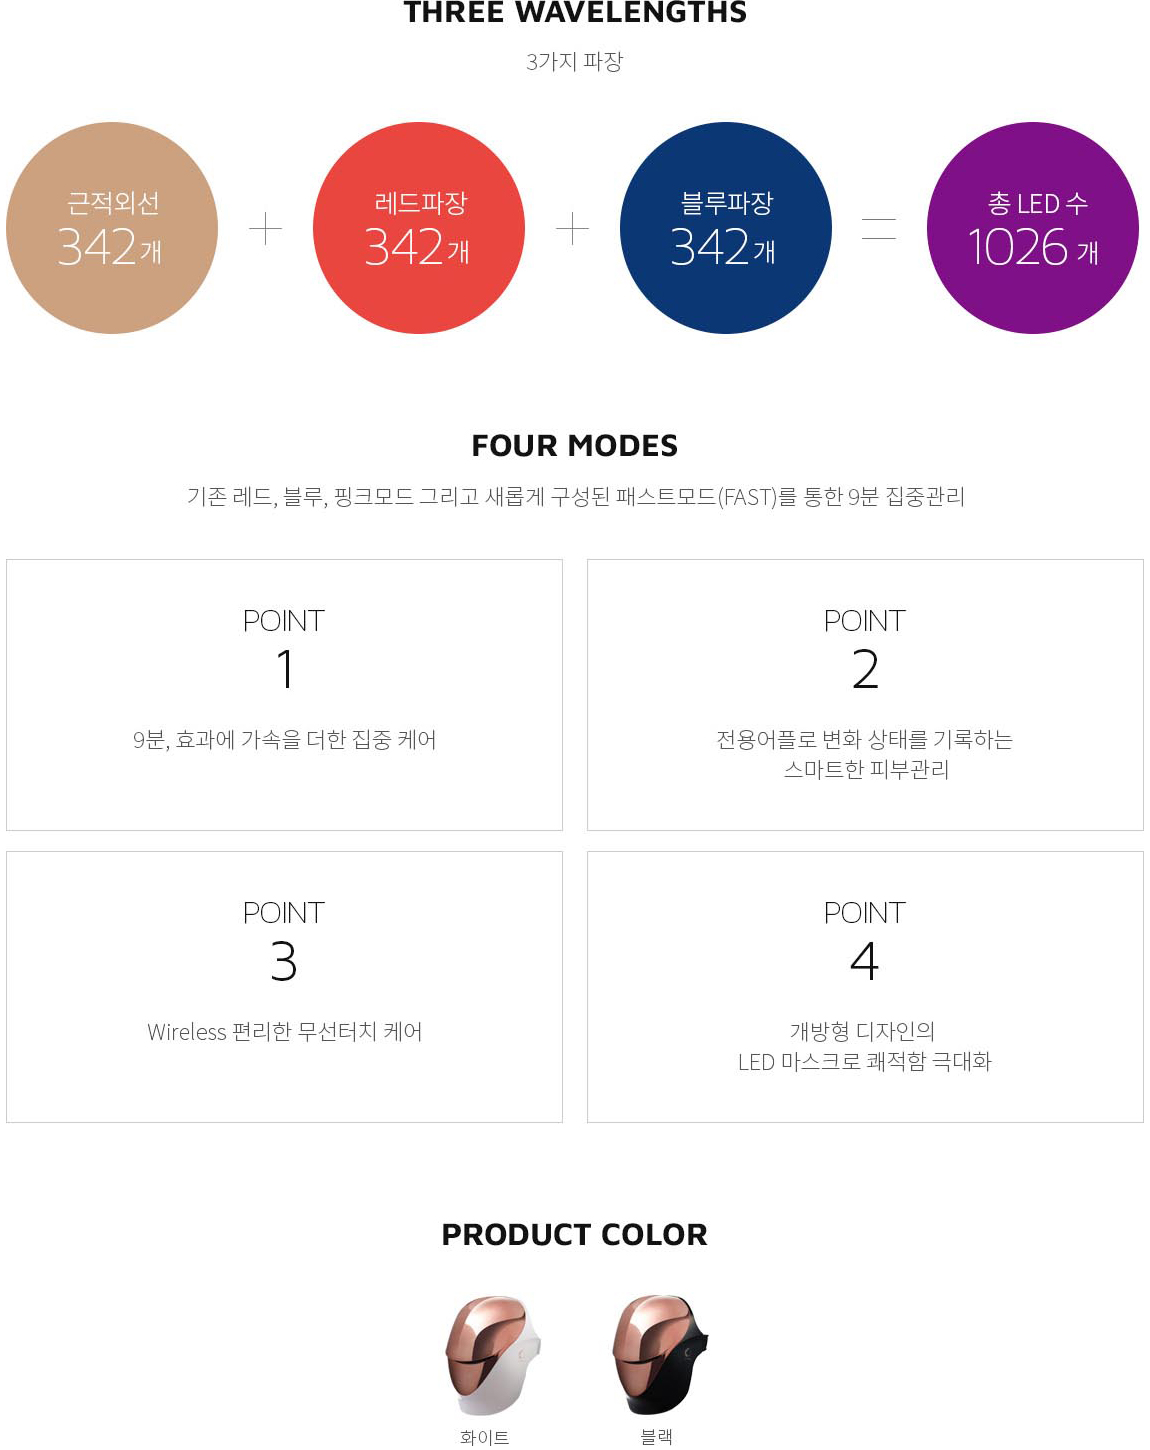 THREE WAVELENGTHS
3가지 파장
근적외선
342개
+
레드파장
342개
+
블루파장
342개
=
총 LED 수
1026 개
FOUR MODES
기존 레드, 블루, 핑크모드 그리고 새롭게 구성된 패스트모드(FAST)를 통한 9분 집중관리
POINT
1
9분, 효과에 가속을 더한 집중 케어
POINT
2
전용어플로 변화 상태를 기록하는
스마트한 피부관리
POINT
3
Wireless 편리한 무선터치 케어
POINT
4
개방형 디자인의
LED 마스크로 쾌적함 극대화
PRODUCT COLOR
화이트
블랙